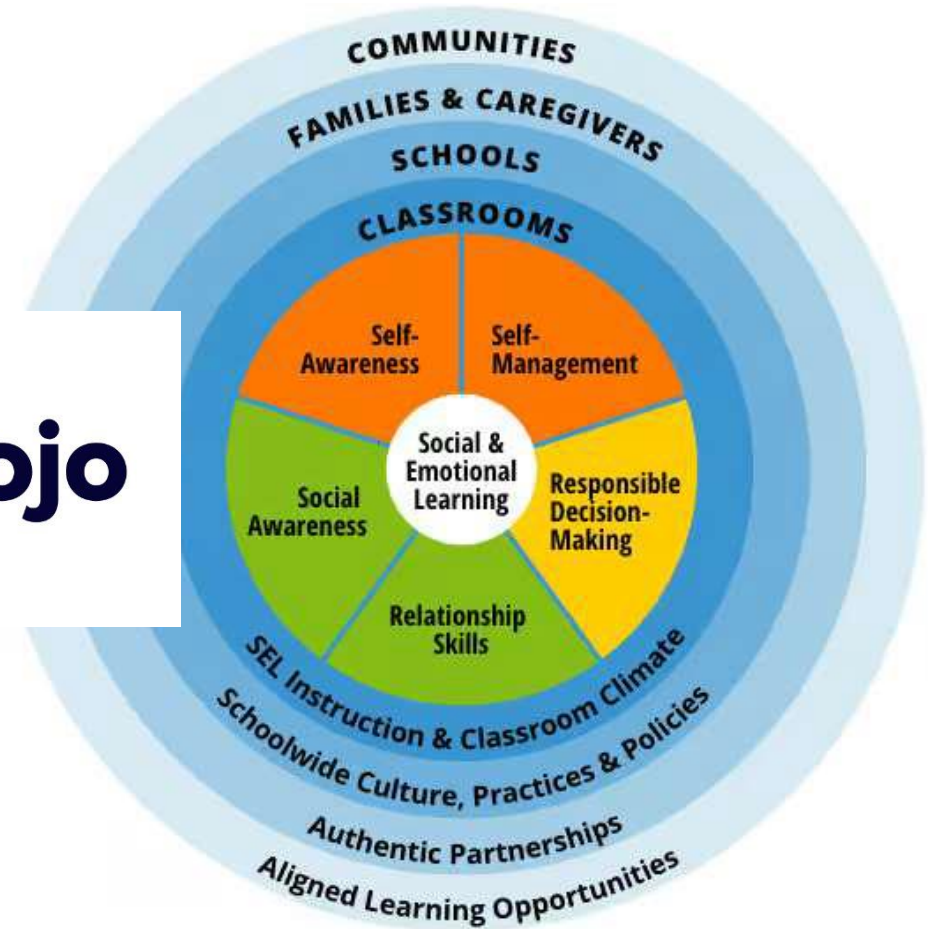 COMMUNITIES
FAMILIES & CAREGIVERS
SCHOOLS
CLASSROOMS
Self-
Awareness
Self-
Management
Social &
Emotional
Learning
Social
Awareness
Responsible
Decision-
Making
Relationship
Skills
ojo
SEL Instruction & Classroom Climate
Schoolwide Culture, Practices & Policies
Authentic Partnerships
Aligned Learning Opportunities